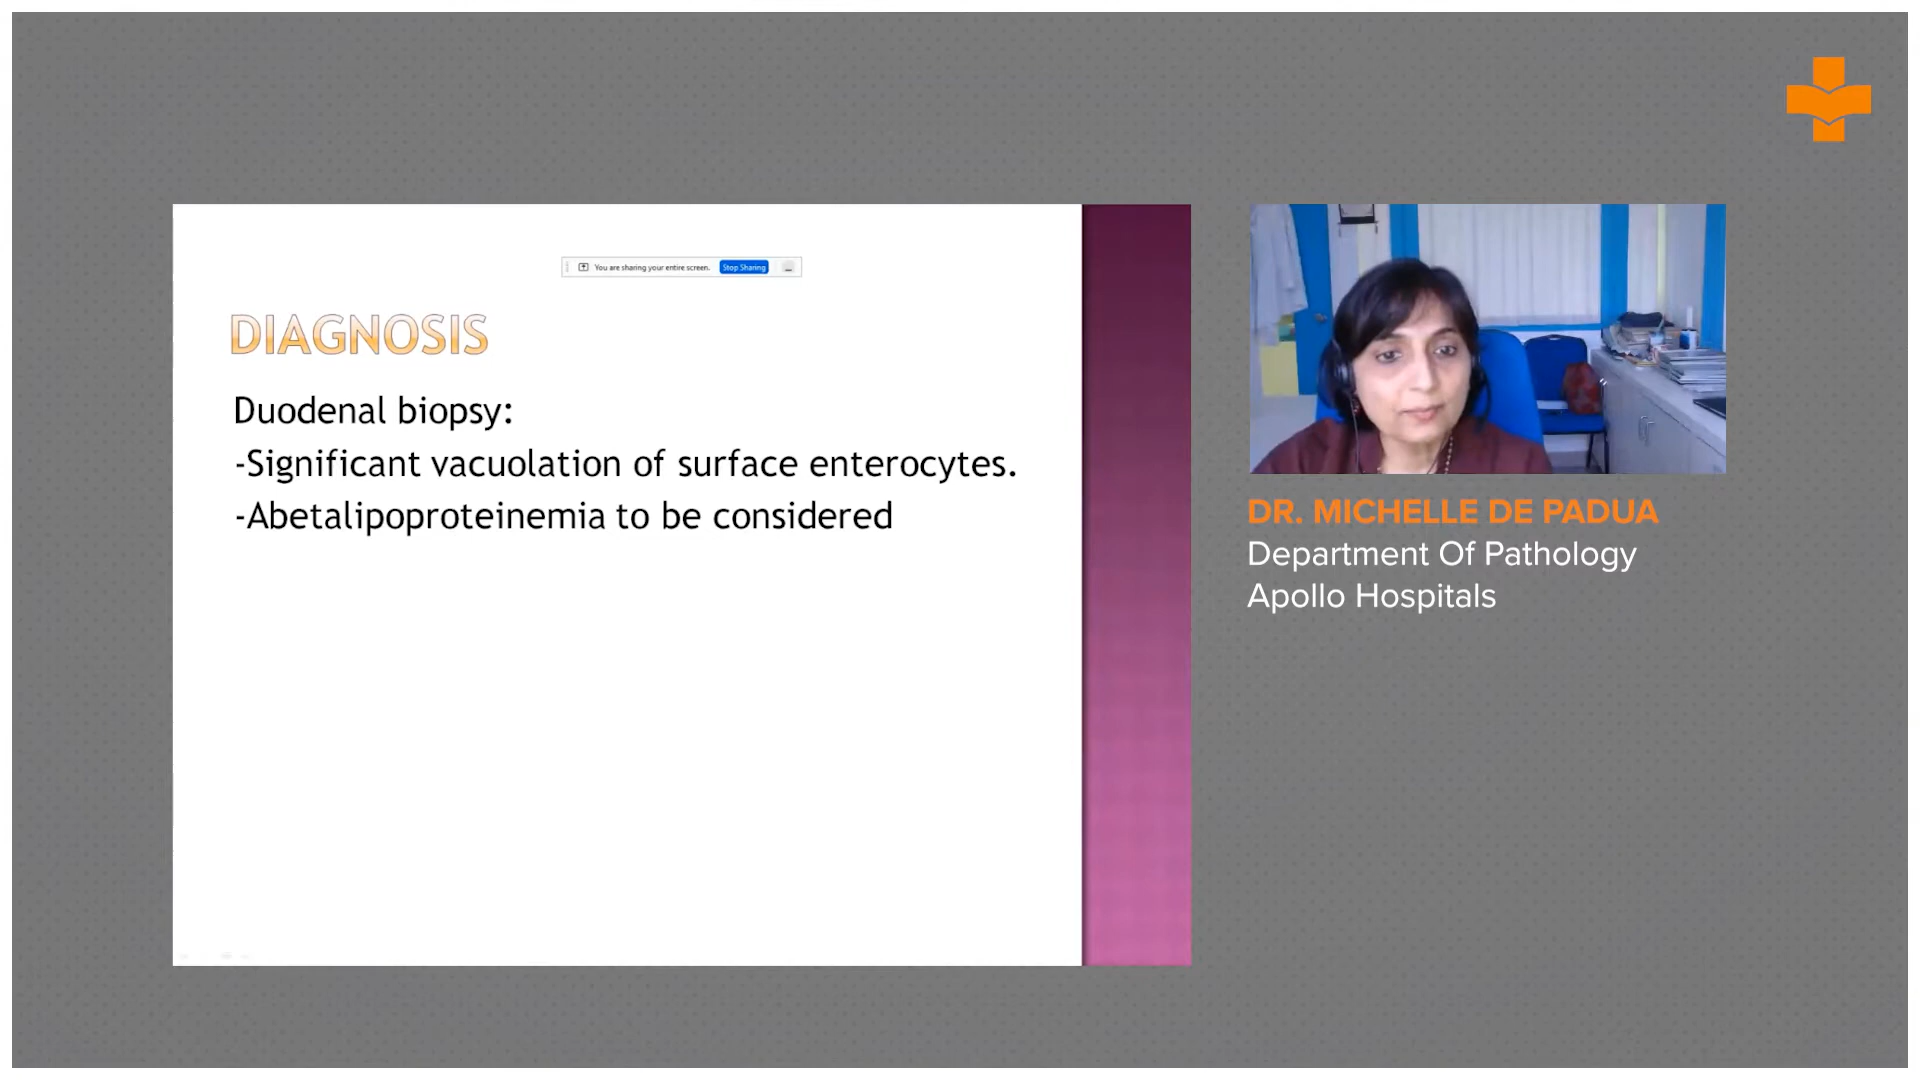 You are sharing your entire screen. Stop Sharing
DIAGNOSIS
Duodenal biopsy:
-Significant vacuolation of surface enterocytes.
-Abetalipoproteinemia to be considered
DR. MICHELLE DE PADUA
Department Of Pathology
Apollo Hospitals